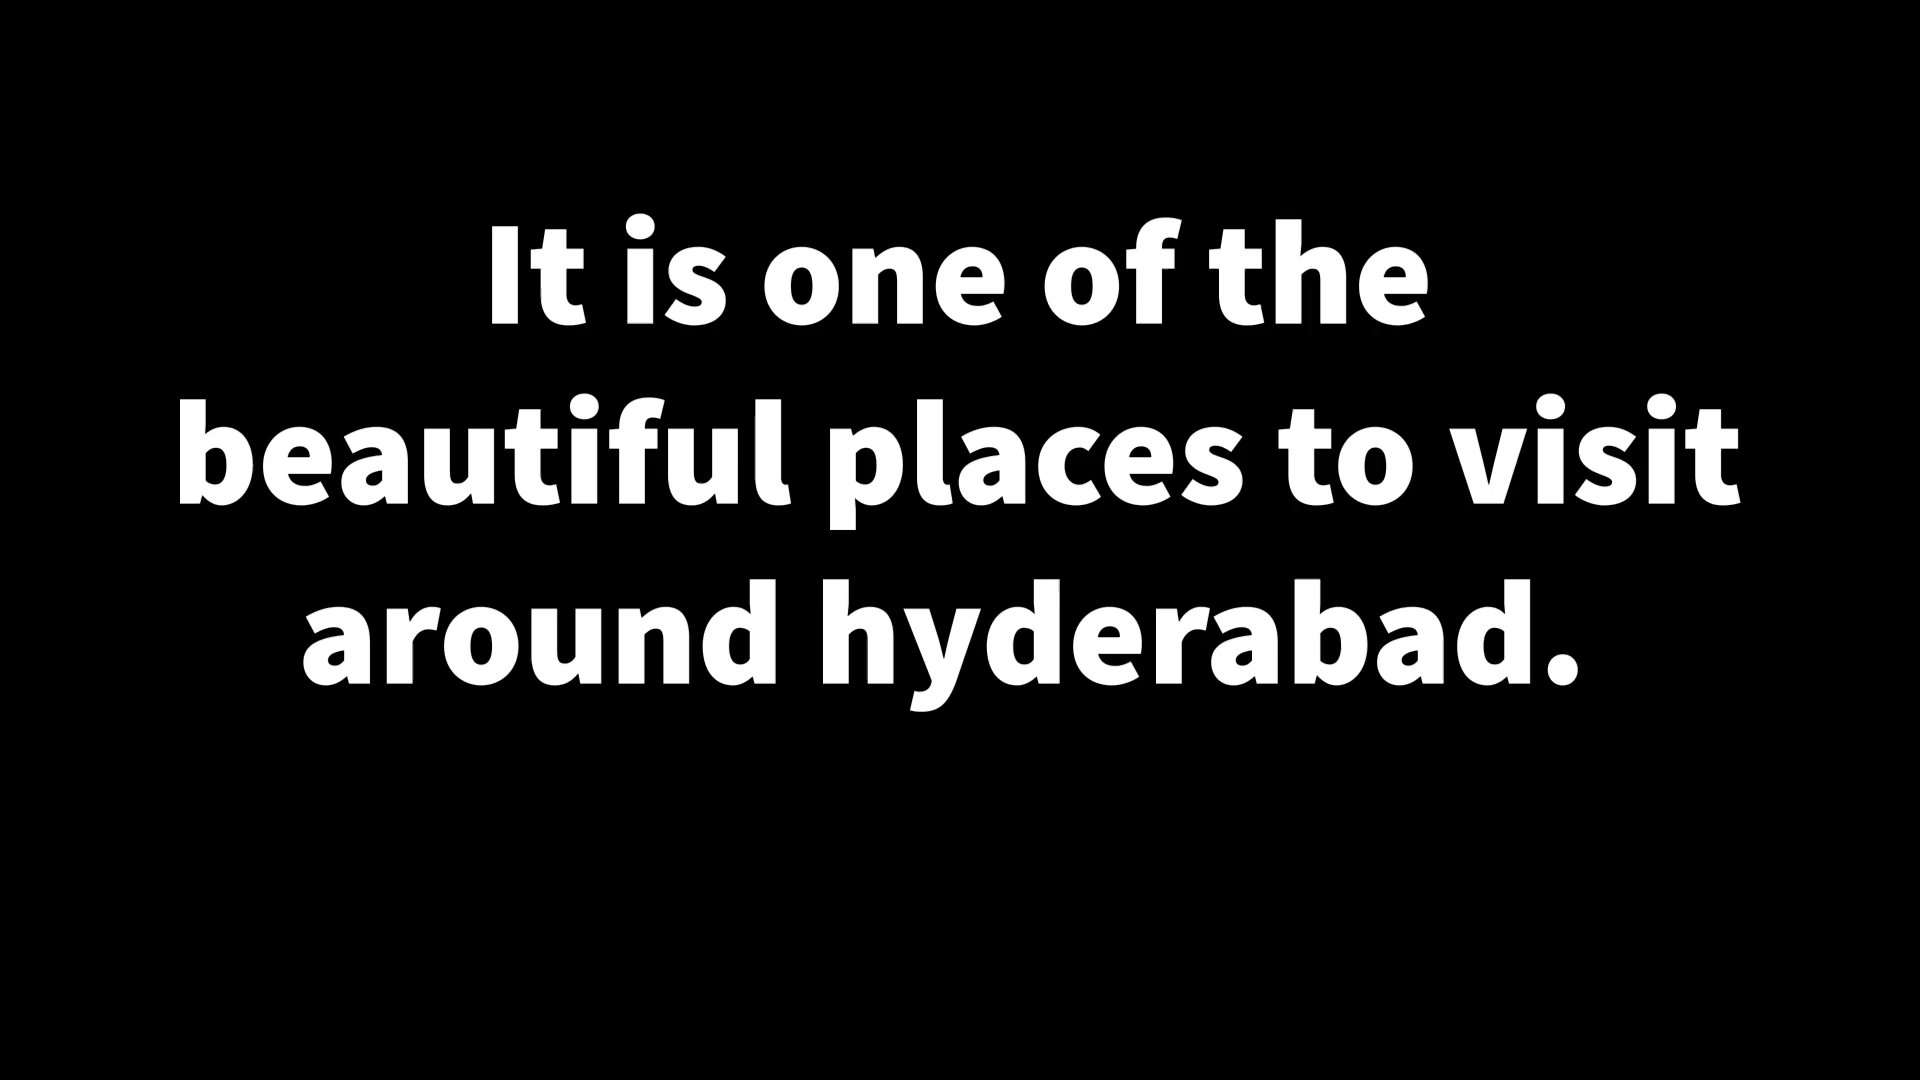 It is one of the
beautiful places to visit
around hyderabad.